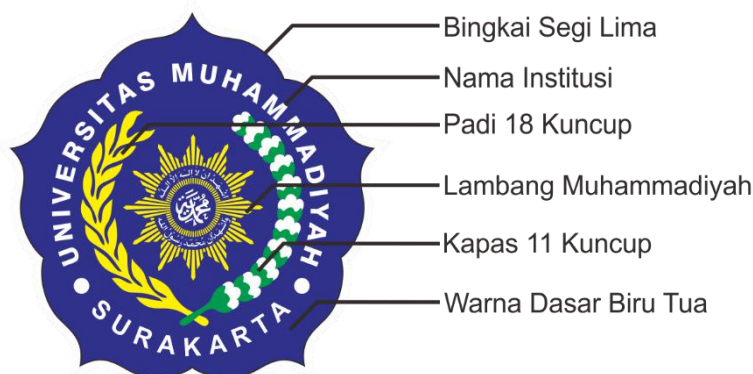 Bingkai Segi Lima
Nama Institusi
Padi 18 Kuncup
Lambang Muhammadiyah
Kapas 11 Kuncup
Warna Dasar Biru Tua
UNIVERSITAS MUHAMMADIYAH
SURAKARTA